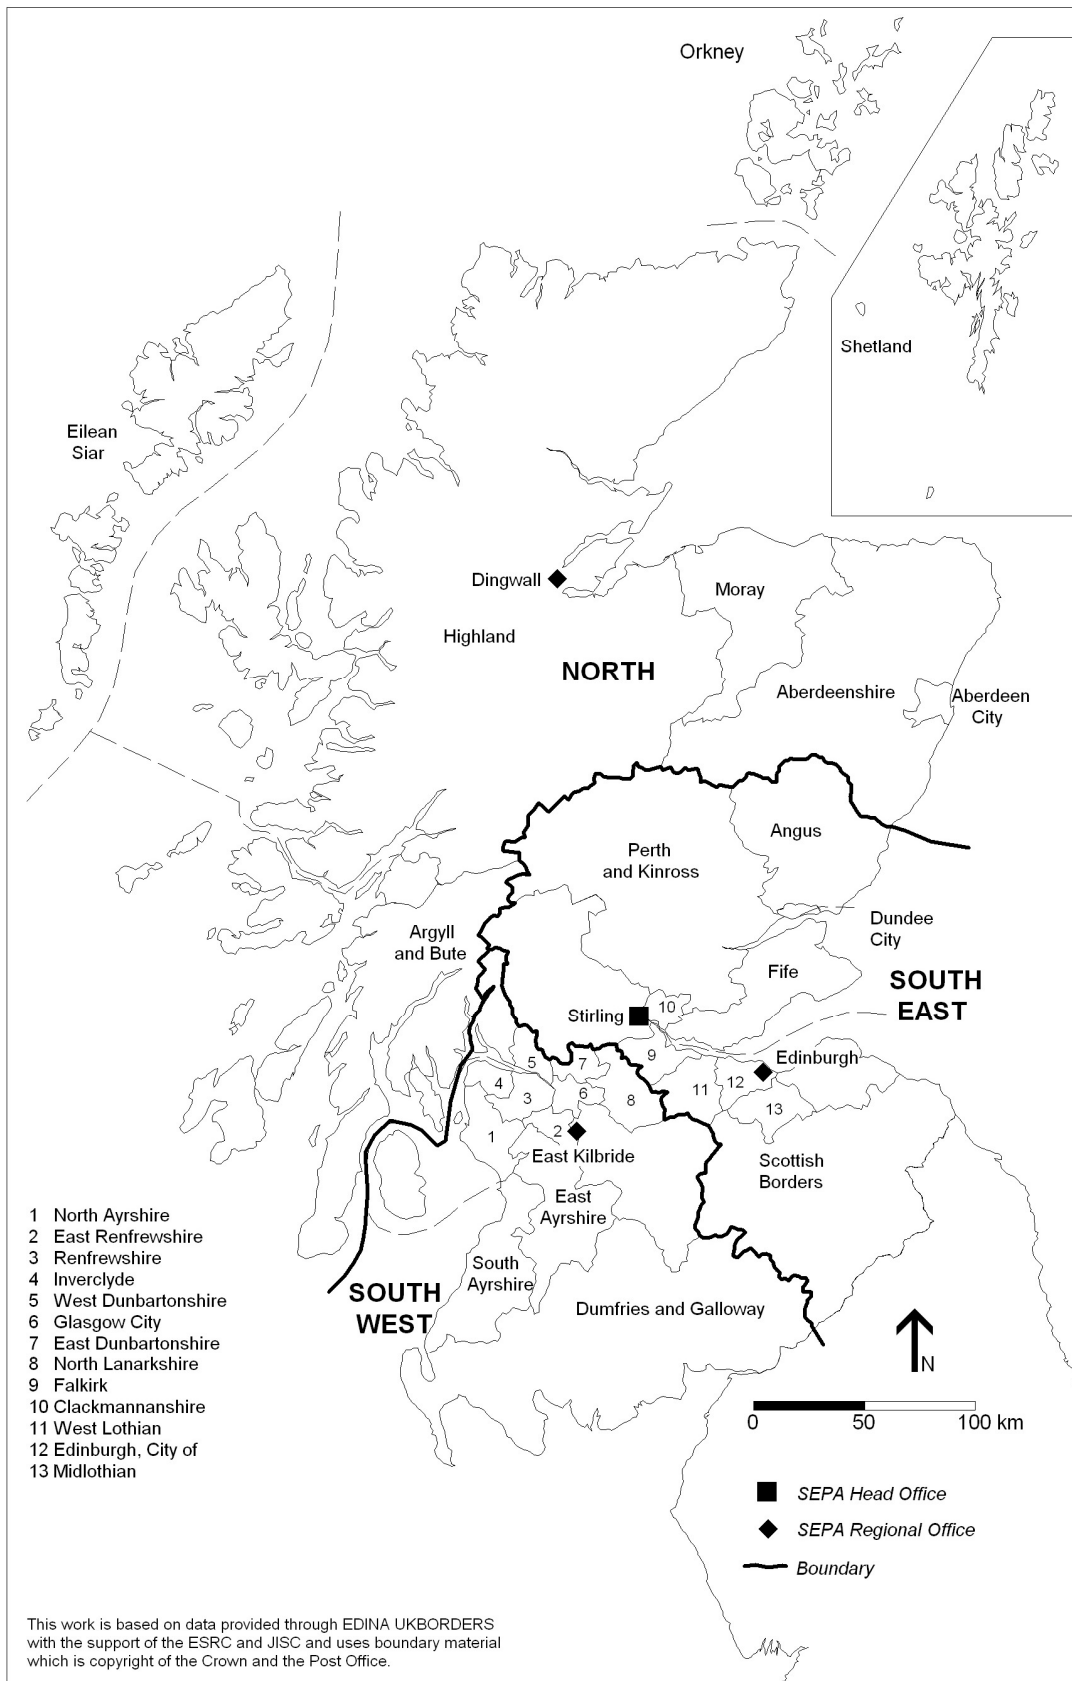 Orkney
Shetland
Eilean
Siar
Dingwall
Moray
Highland
NORTH
Aberdeenshire
Aberdeen
City
Angus
Perth
and Kinross
Dundee
City
Argyll
and Bute
Fife
SOUTH
EAST
10
Stirling
9
Edinburgh
5
7
12
11
4
6
3
8
13
2
1
East Kilbride
Scottish
Borders
East
Ayrshire
1 North Ayrshire
2 East Renfrewshire
3 Renfrewshire
4 Inverclyde
5 West Dunbartonshire
6 Glasgow City
7 East Dunbartonshire
8 North Lanarkshire
9 Falkirk
10 Clackmannanshire
11 West Lothian
12 Edinburgh, City of
13 Midlothian
South
Ayrshire
SOUTH
WEST
Dumfries and Galloway
N
0 50 100 km
SEPA Head Office
SEPA Regional Office
Boundary
This work is based on data provided through EDINA UKBORDERS
with the support of the ESRC and JISC and uses boundary material
which is copyright of the Crown and the Post Office.